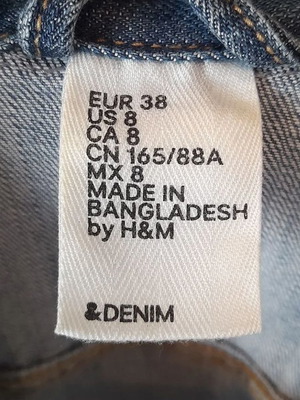 EUR 38
US 8
CA 8
CN 165/88A
MX 8
MADE IN
BANGLADESH
by H&M
&DENIM